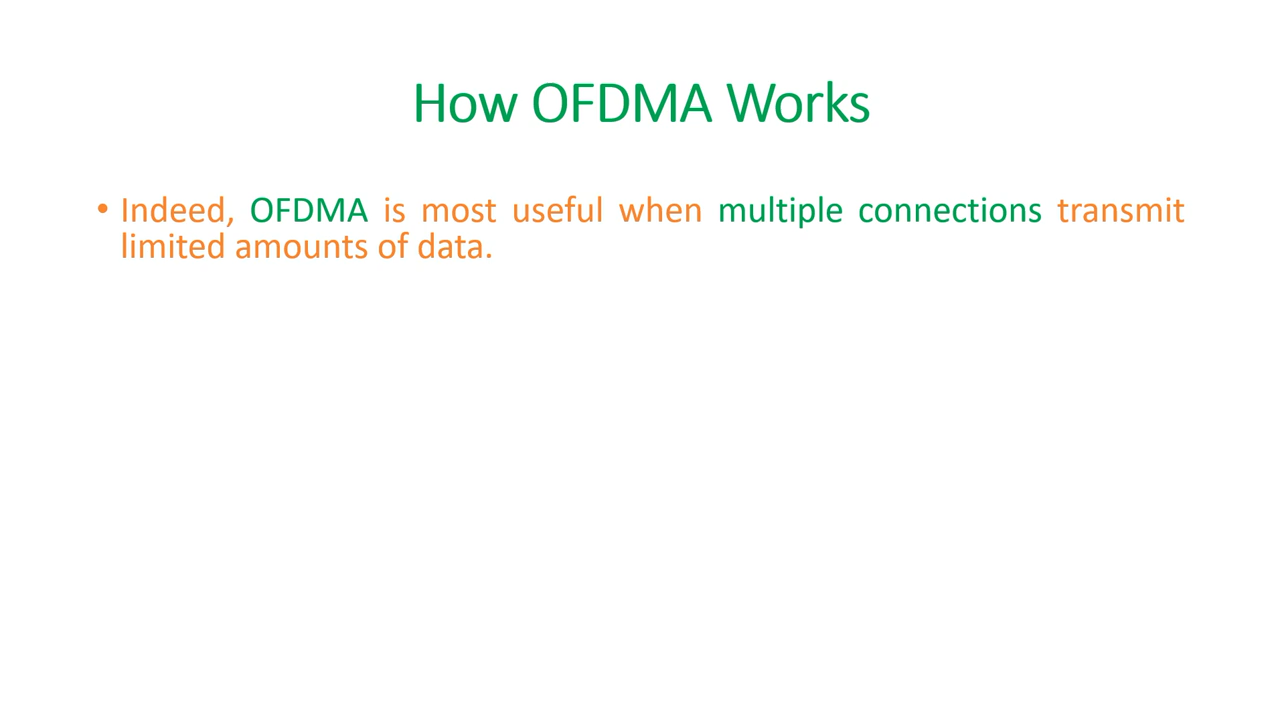 How OFDMA Works
• Indeed, OFDMA is most useful when multiple connections transmit
limited amounts of data.